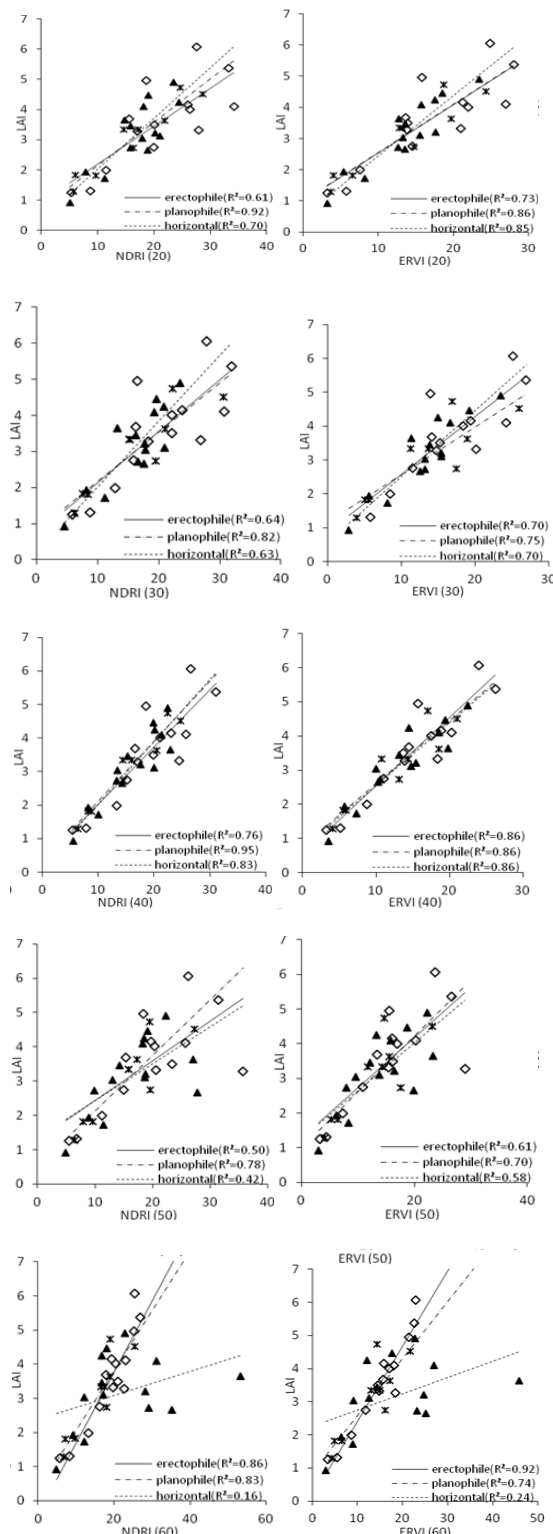 7
6
5
4
3
2
1
0
LAI
erectophile(R²=0.61)
planophile(R²=0.92)
horizontal(R²=0.70)
0 10 20 30 40
NDRI (20)
7
6
5
4
3
2
1
0
LAI
erectophile(R²=0.73)
planophile(R²=0.86)
horizontal(R²=0.85)
0 10 20 30
ERVI (20)
7
6
5
4
3
2
1
0
LAI
erectophile(R²=0.64)
planophile(R²=0.82)
horizontal(R²=0.63)
0 10 20 30 40
NDRI (30)
7
6
5
4
3
2
1
0
LAI
erectophile(R²=0.70)
planophile(R²=0.75)
horizontal(R²=0.70)
0 10 20 30
ERVI (30)
7
6
5
4
3
2
1
0
LAI
erectophile(R²=0.76)
planophile(R²=0.95)
horizontal(R²=0.83)
0 10 20 30 40
NDRI (40)
7
6
5
4
3
2
1
0
LAI
erectophile(R²=0.86)
planophile(R²=0.86)
horizontal(R²=0.86)
0 10 20 30
ERVI (40)
7
6
5
4
3
2
1
0
LAI
erectophile(R²=0.50)
planophile(R²=0.78)
horizontal(R²=0.42)
0 10 20 30 40
NDRI (50)
7
6
5
4
3
2
1
0
LAI
erectophile(R²=0.61)
planophile(R²=0.70)
horizontal(R²=0.58)
0 10 20 30 40
ERVI (50)
ERVI (50)
7
6
5
4
3
2
1
0
LAI
erectophile(R²=0.86)
planophile(R²=0.83)
horizontal(R²=0.16)
0 20 40 60
NDRI (60)
7
6
5
4
3
2
1
0
LAI
erectophile(R²=0.92)
planophile(R²=0.74)
horizontal(R²=0.24)
0 10 20 30 40 50
ERVI (60)